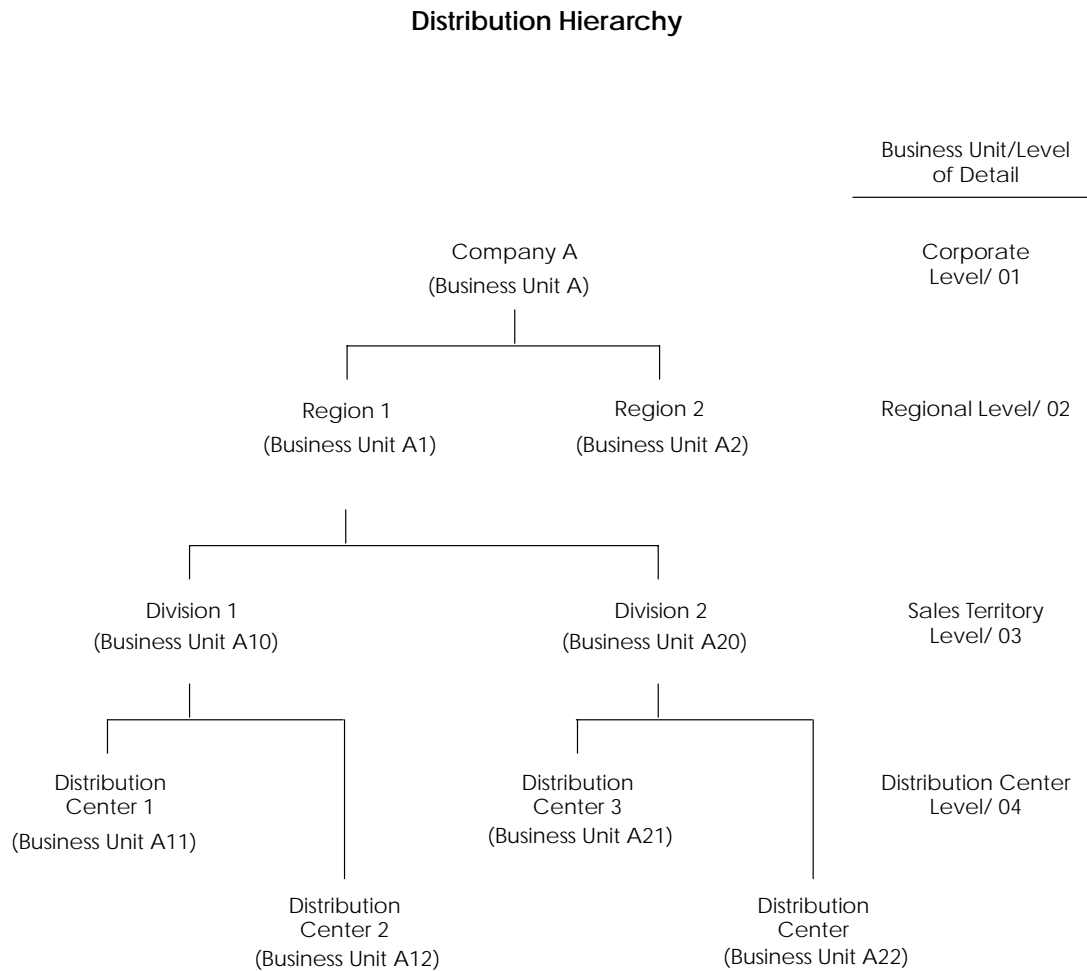 Distribution Hierarchy
Business Unit/Level
of Detail
Company A
(Business Unit A)
Corporate
Level/ 01
Region 1
(Business Unit A1)
Region 2
(Business Unit A2)
Regional Level/ 02
Division 1
(Business Unit A10)
Division 2
(Business Unit A20)
Sales Territory
Level/ 03
Distribution
Center 1
(Business Unit A11)
Distribution
Center 3
(Business Unit A21)
Distribution Center
Level/ 04
Distribution
Center 2
(Business Unit A12)
Distribution
Center
(Business Unit A22)